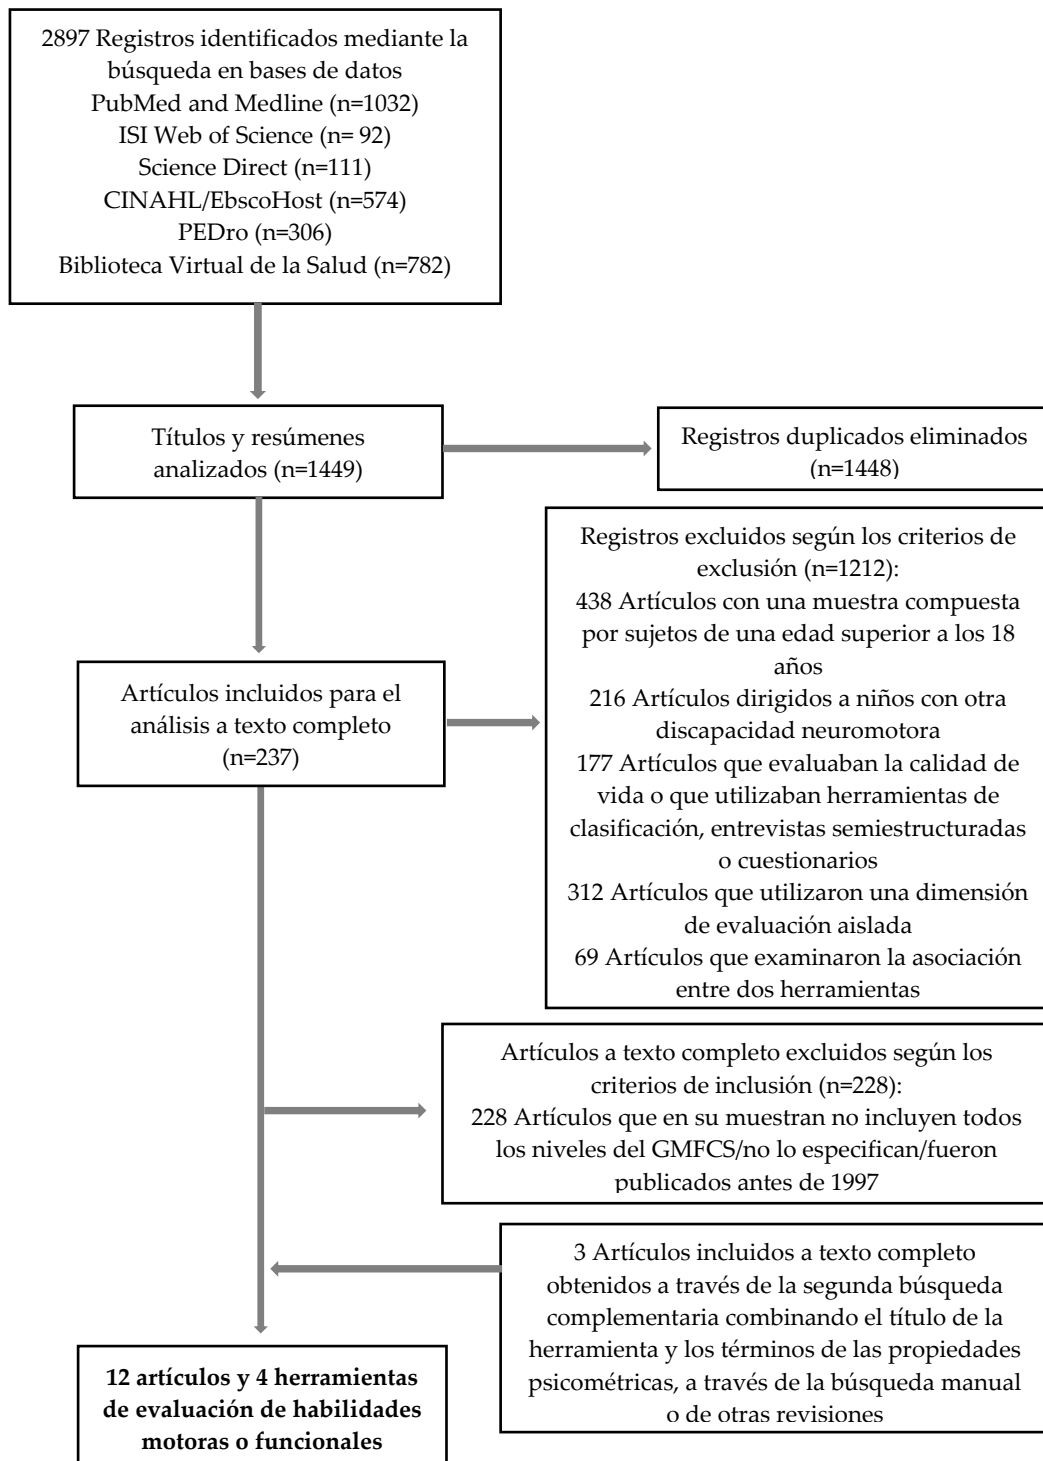 2897 Registros identificados mediante la
búsqueda en bases de datos
PubMed and Medline (n=1032)
ISI Web of Science (n= 92)
Science Direct (n=111)
CINAHL/EbscoHost (n=574)
PEDro (n=306)
Biblioteca Virtual de la Salud (n=782)
Títulos y resúmenes
analizados (n=1449)
Registros duplicados eliminados
(n=1448)
Registros excluidos según los criterios de
exclusión (n=1212):
438 Artículos con una muestra compuesta
por sujetos de una edad superior a los 18
años
216 Artículos dirigidos a niños con otra
discapacidad neuromotora
177 Artículos que evaluaban la calidad de
vida o que utilizaban herramientas de
clasificación, entrevistas semiestructuradas
o cuestionarios
312 Artículos que utilizaron una dimensión
de evaluación aislada
69 Artículos que examinaron la asociación
entre dos herramientas
Artículos incluidos para el
análisis a texto completo
(n=237)
Artículos a texto completo excluidos según los
criterios de inclusión (n=228):
228 Artículos que en su muestran no incluyen todos
los niveles del GMFCS/no lo especifican/fueron
publicados antes de 1997
3 Artículos incluidos a texto completo
obtenidos a través de la segunda búsqueda
complementaria combinando el título de la
herramienta y los términos de las propiedades
psicométricas, a través de la búsqueda manual
o de otras revisiones
12 artículos y 4 herramientas
de evaluación de habilidades
motoras o funcionales